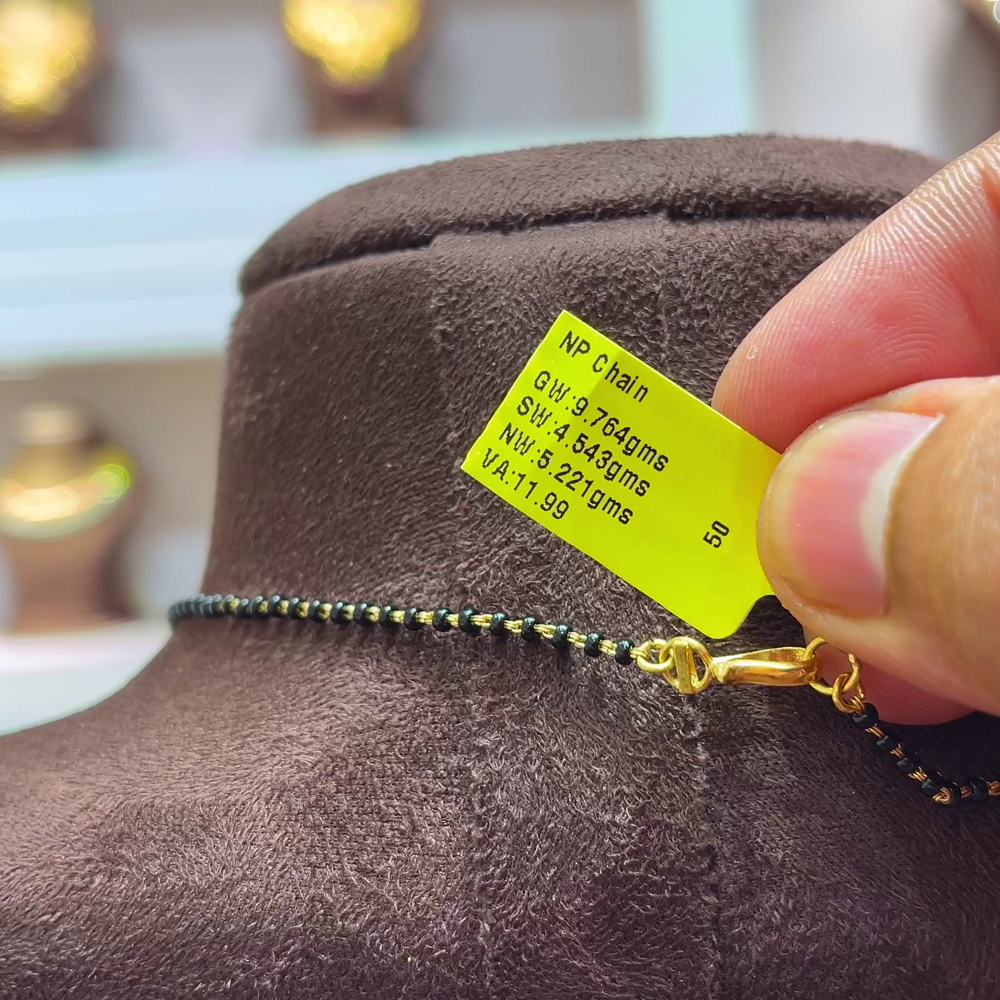 NP Chain
GW:9.764gms
SW:4.543gms
NW:5.221gms
VA:11.99
50